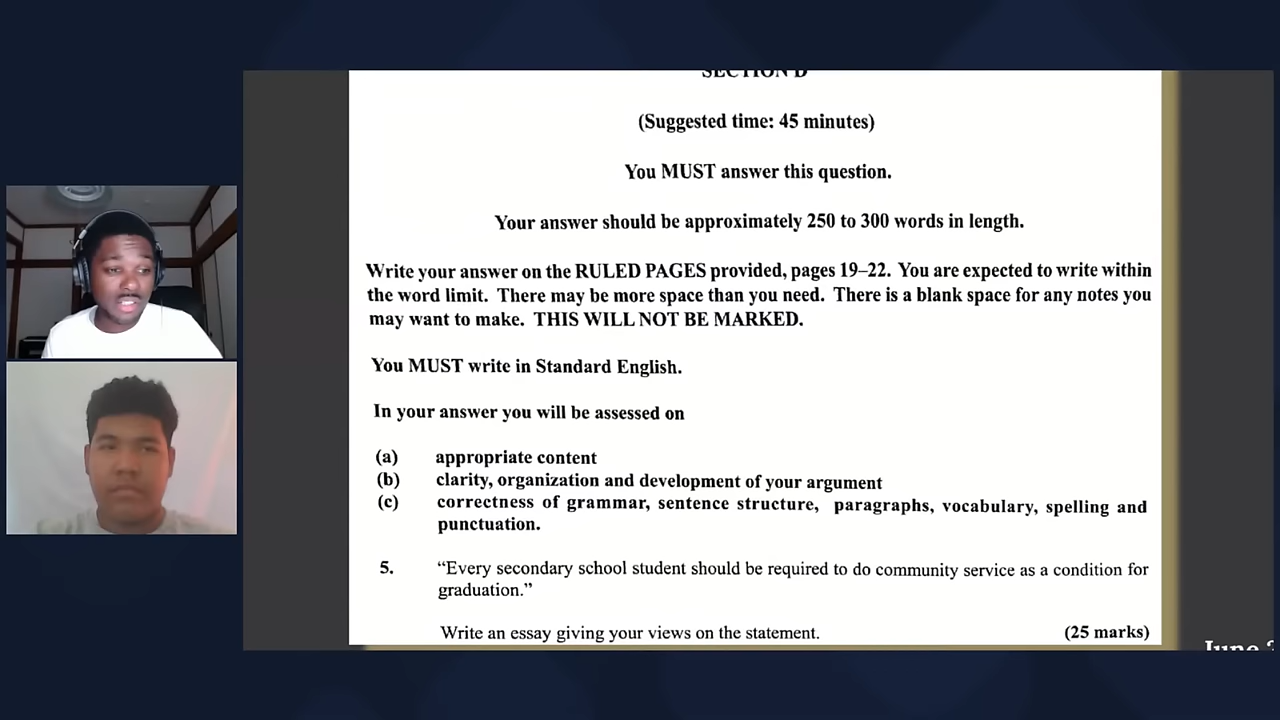 SECTION D
(Suggested time: 45 minutes)
You MUST answer this question.
Your answer should be approximately 250 to 300 words in length.
Write your answer on the RULED PAGES provided, pages 19–22. You are expected to write within
the word limit. There may be more space than you need. There is a blank space for any notes you
may want to make. THIS WILL NOT BE MARKED.
You MUST write in Standard English.
In your answer you will be assessed on
(a) appropriate content
(b) clarity, organization and development of your argument
(c) correctness of grammar, sentence structure, paragraphs, vocabulary, spelling and
punctuation.
5. “Every secondary school student should be required to do community service as a condition for
graduation.”
Write an essay giving your views on the statement. (25 marks)
June